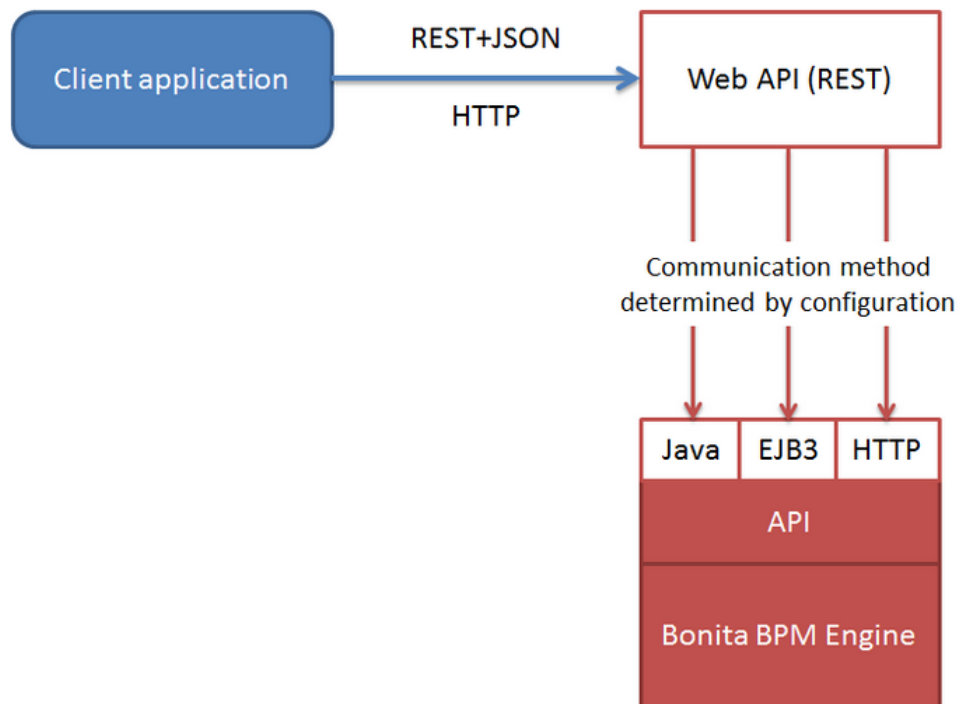 REST+JSON
Client application
Web API (REST)
HTTP
Communication method
determined by configuration
Java
EJB3
HTTP
API
Bonita BPM Engine